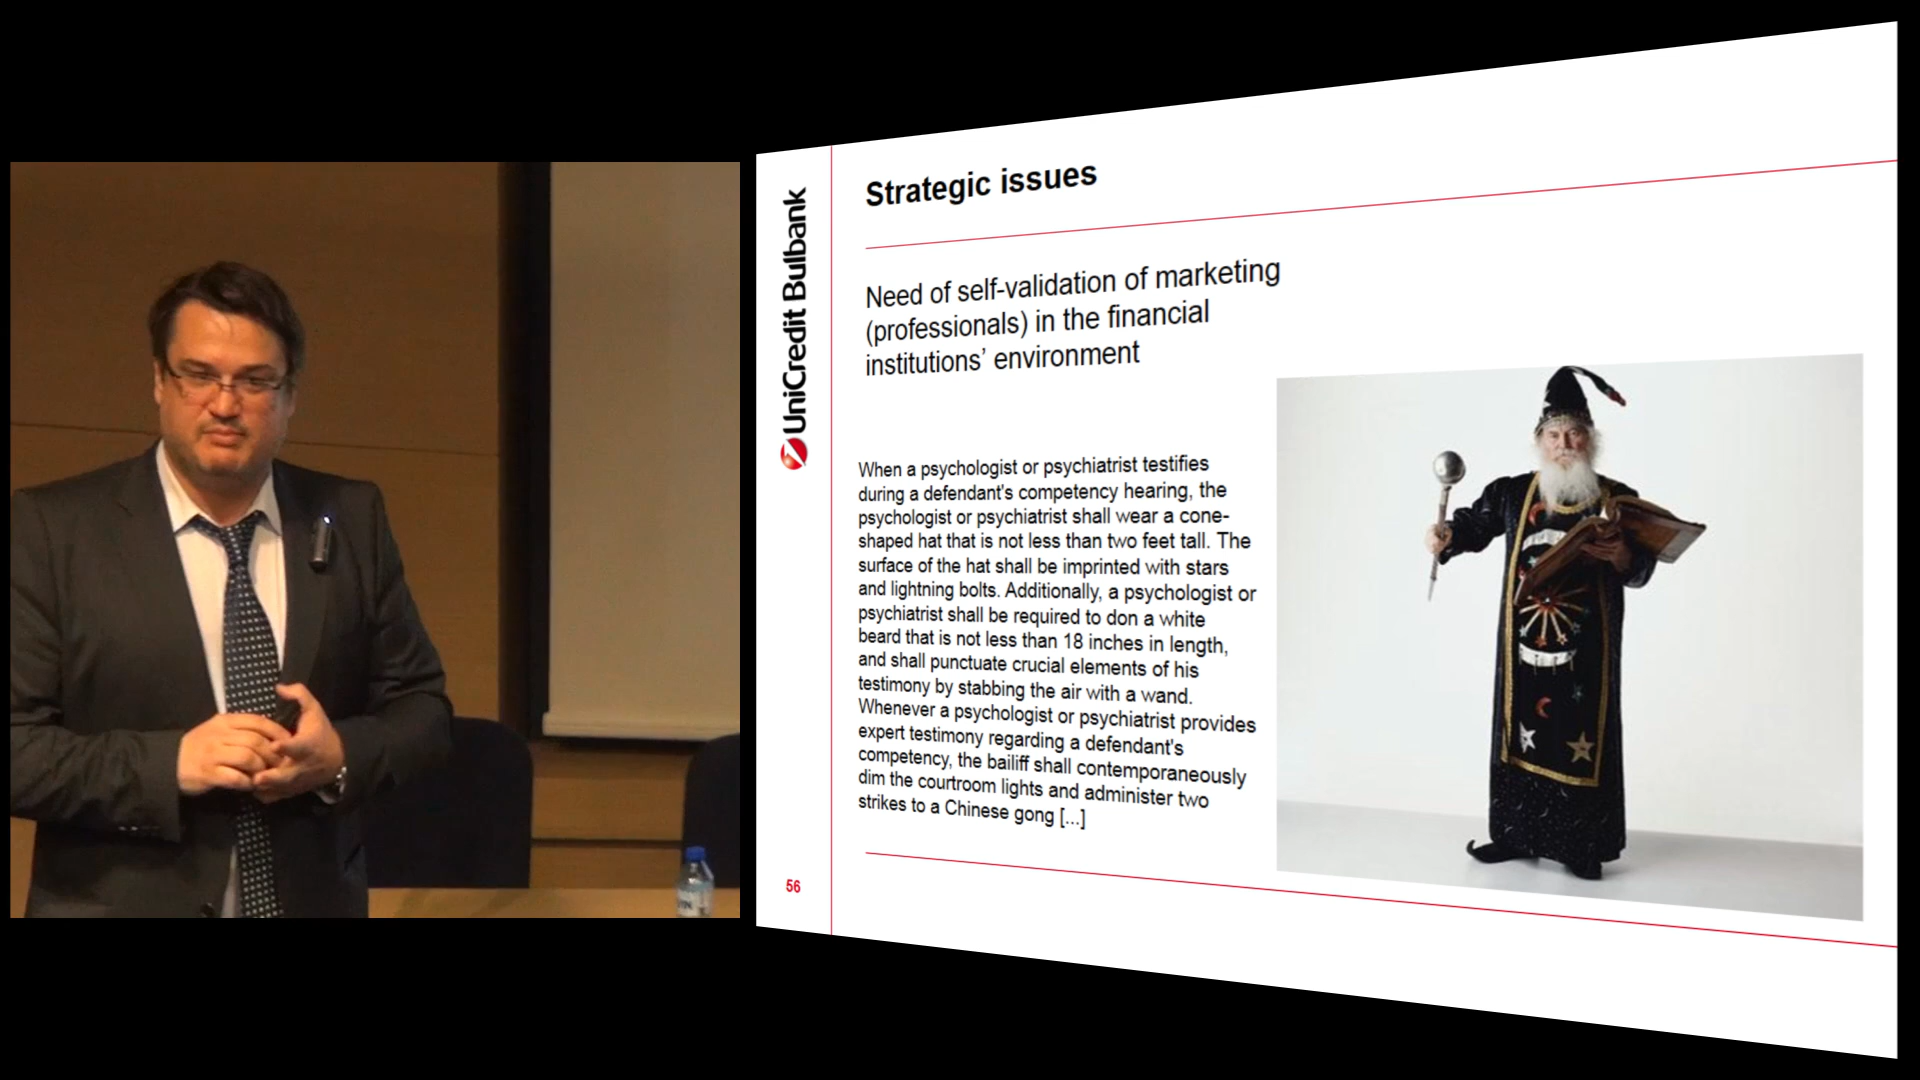 Strategic issues
UniCredit Bulbank
Need of self-validation of marketing
(professionals) in the financial
institutions’ environment
When a psychologist or psychiatrist testifies
during a defendant's competency hearing, the
psychologist or psychiatrist shall wear a cone-
shaped hat that is not less than two feet tall. The
surface of the hat shall be imprinted with stars
and lightning bolts. Additionally, a psychologist or
psychiatrist shall be required to don a white
beard that is not less than 18 inches in length,
and shall punctuate crucial elements of his
testimony by stabbing the air with a wand.
Whenever a psychologist or psychiatrist provides
expert testimony regarding a defendant's
competency, the bailiff shall contemporaneously
dim the courtroom lights and administer two
strikes to a Chinese gong [...]
56